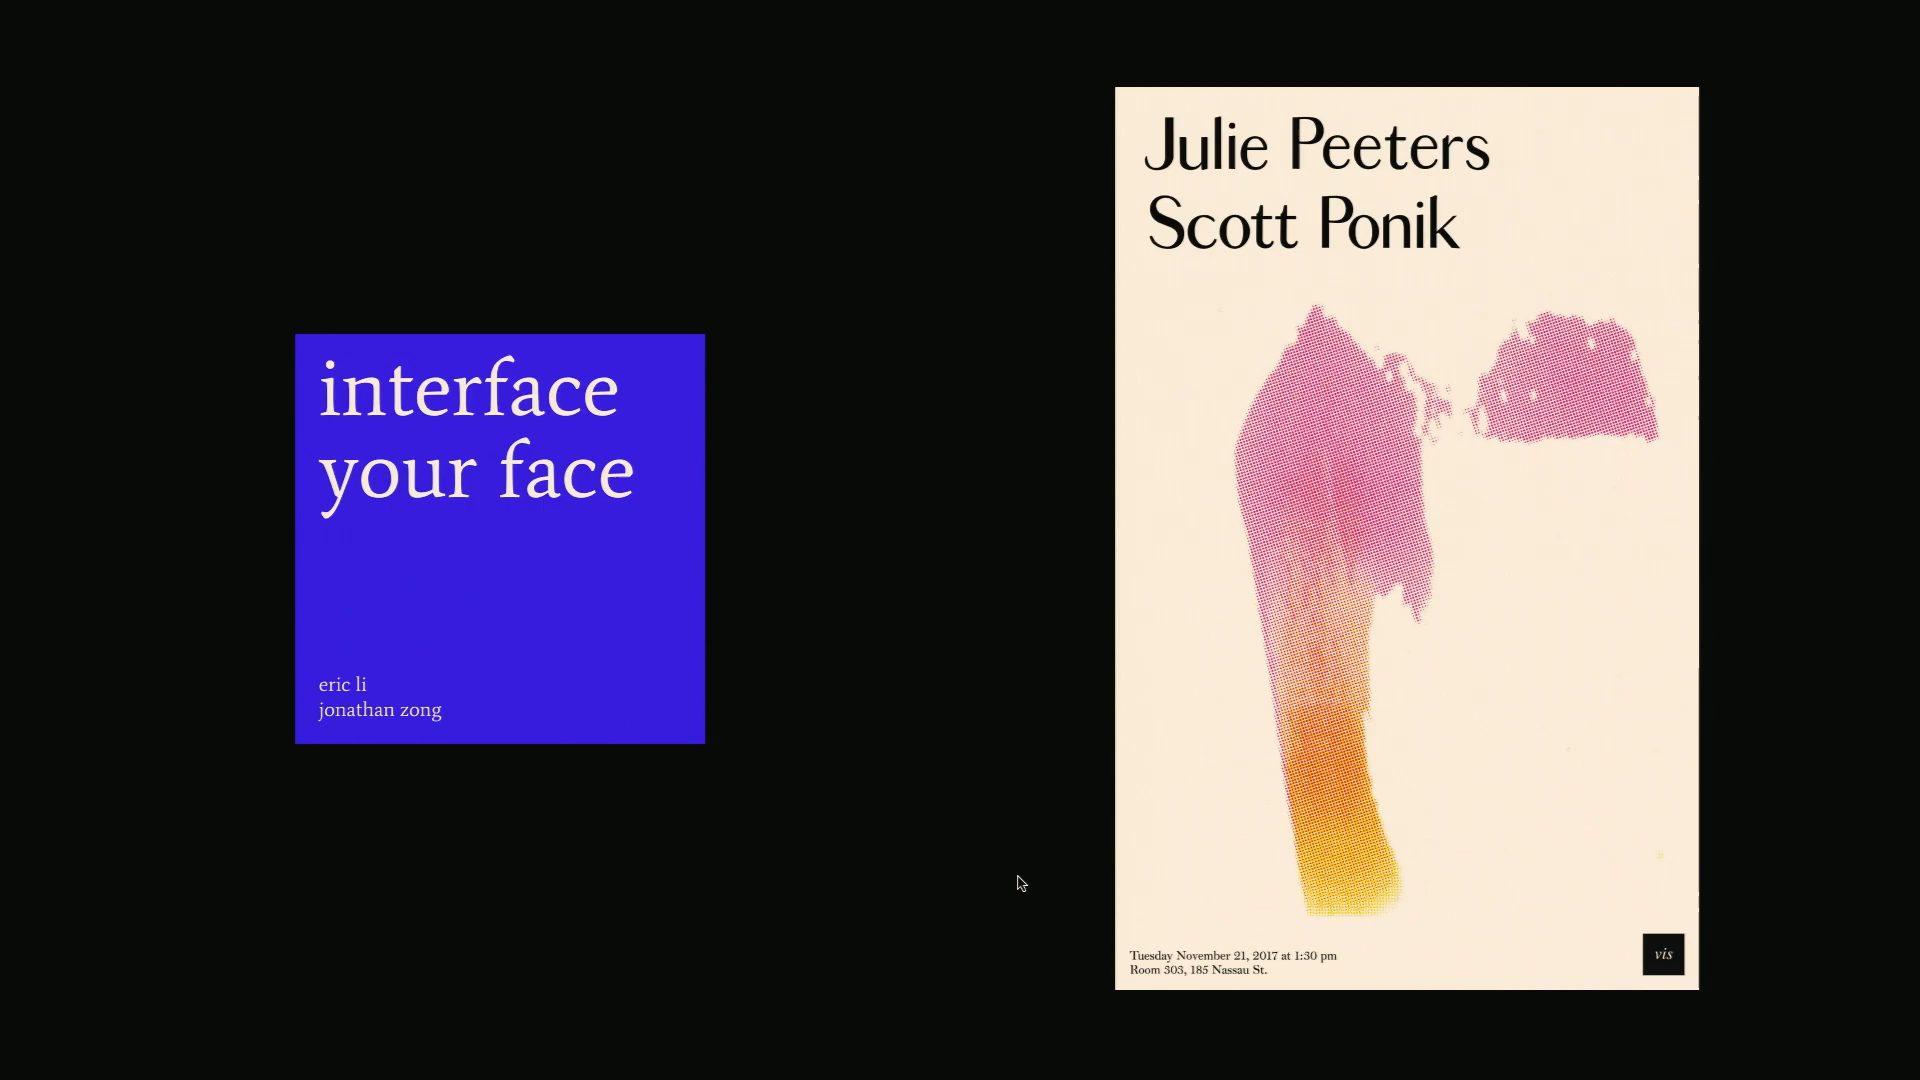 interface
your face
eric li
jonathan zong
Julie Peeters
Scott Ponik
Tuesday November 21, 2017 at 1:30 pm
Room 303, 185 Nassau St.
vis